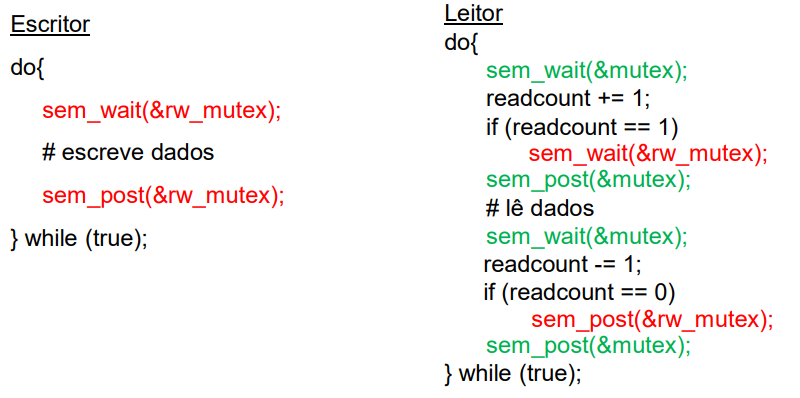 Escritor
do{
sem_wait(&rw_mutex);
# escreve dados
sem_post(&rw_mutex);
} while (true);
Leitor
do{
sem_wait(&mutex);
readcount += 1;
if (readcount == 1)
sem_wait(&rw_mutex);
sem_post(&mutex);
# lê dados
sem_wait(&mutex);
readcount -= 1;
if (readcount == 0)
sem_post(&rw_mutex);
sem_post(&mutex);
} while (true);